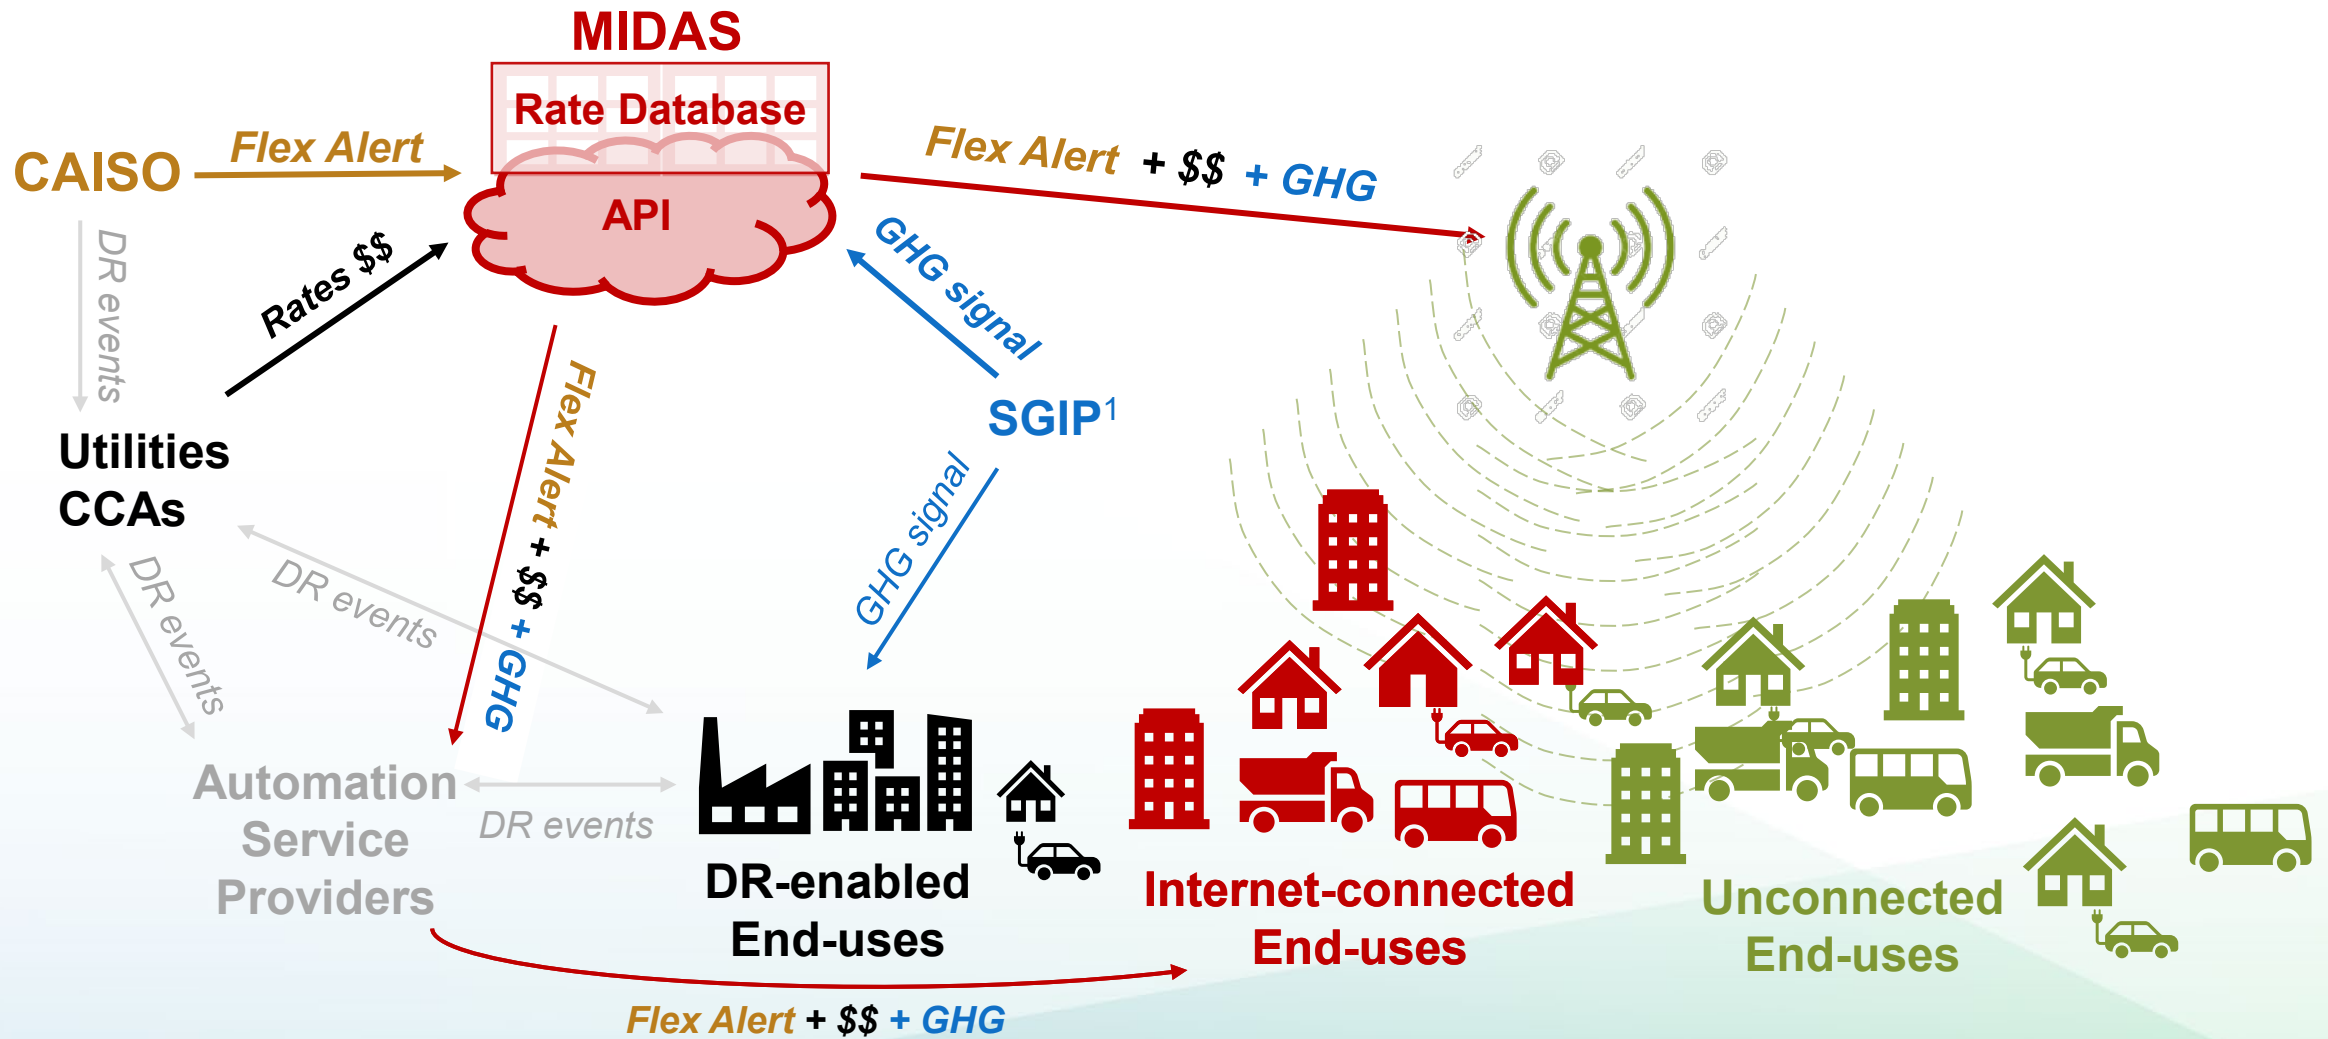 MIDAS
Rate Database
API
CAISO
Flex Alert
Flex Alert + $$ + GHG
DR events
Rates $$
GHG signal
SGIP¹
Utilities
CCAs
Flex Alert + $$ + GHG
GHG signal
DR events
DR events
Automation
Service
Providers
DR events
DR-enabled
End-uses
Internet-connected
End-uses
Unconnected
End-uses
Flex Alert + $$ + GHG